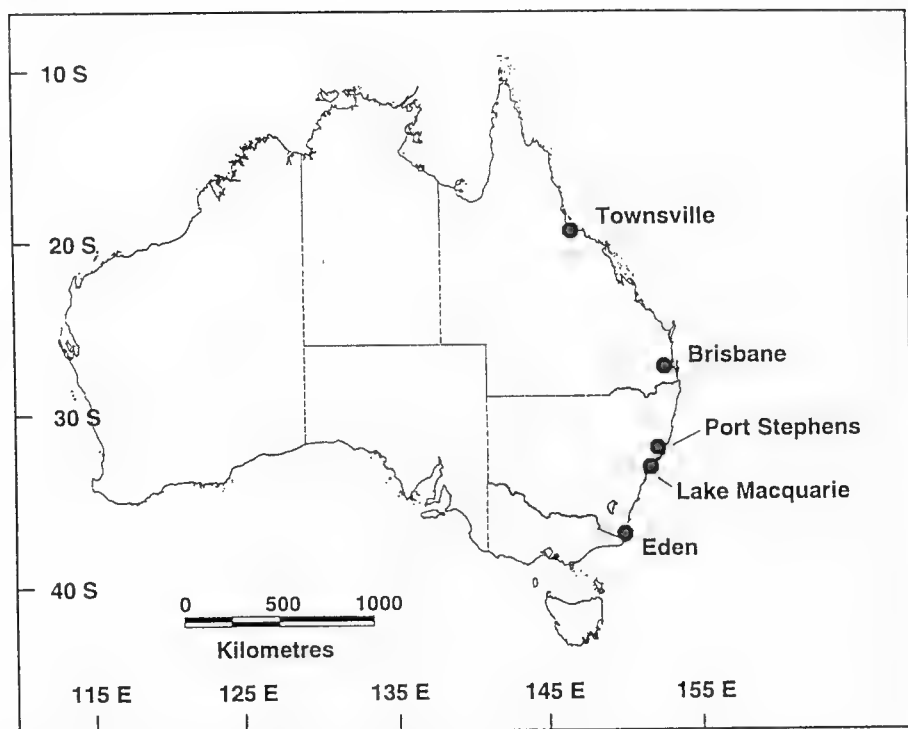 10 S
Townsville
20 S
Brisbane
30 S
Port Stephens
Lake Macquarie
Eden
40 S
0 500 1000
Kilometres
115 E 125 E 135 E 145 E 155 E